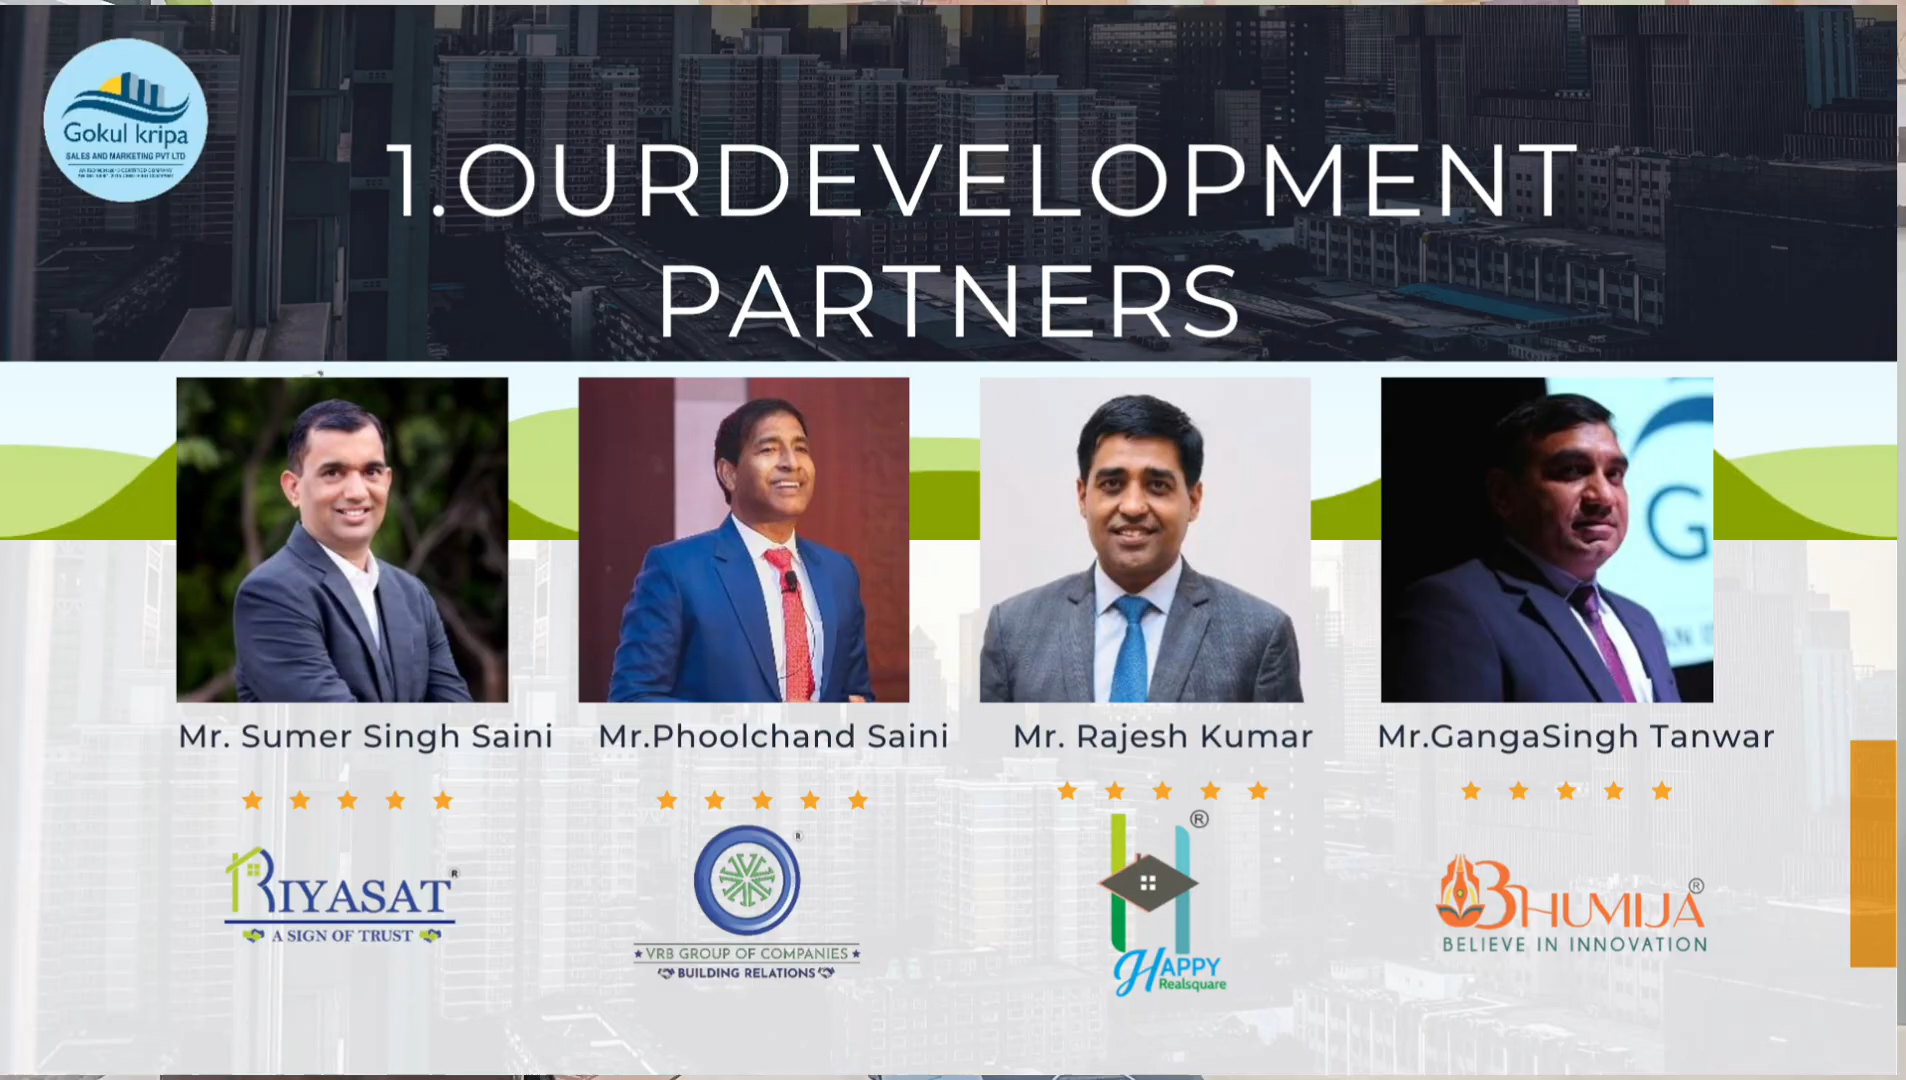 Gokul kripa
SALES AND MARKETING PVT LTD
1.OURDEVELOPMENT
PARTNERS
G
Mr. Sumer Singh Saini
Mr.Phoolchand Saini
Mr. Rajesh Kumar
Mr.GangaSingh Tanwar
RIYASAT®
A SIGN OF TRUST
®
VRB GROUP OF COMPANIES
BUILDING RELATIONS
®
HAPPY
Realsquare
BHUMIJA®
BELIEVE IN INNOVATION